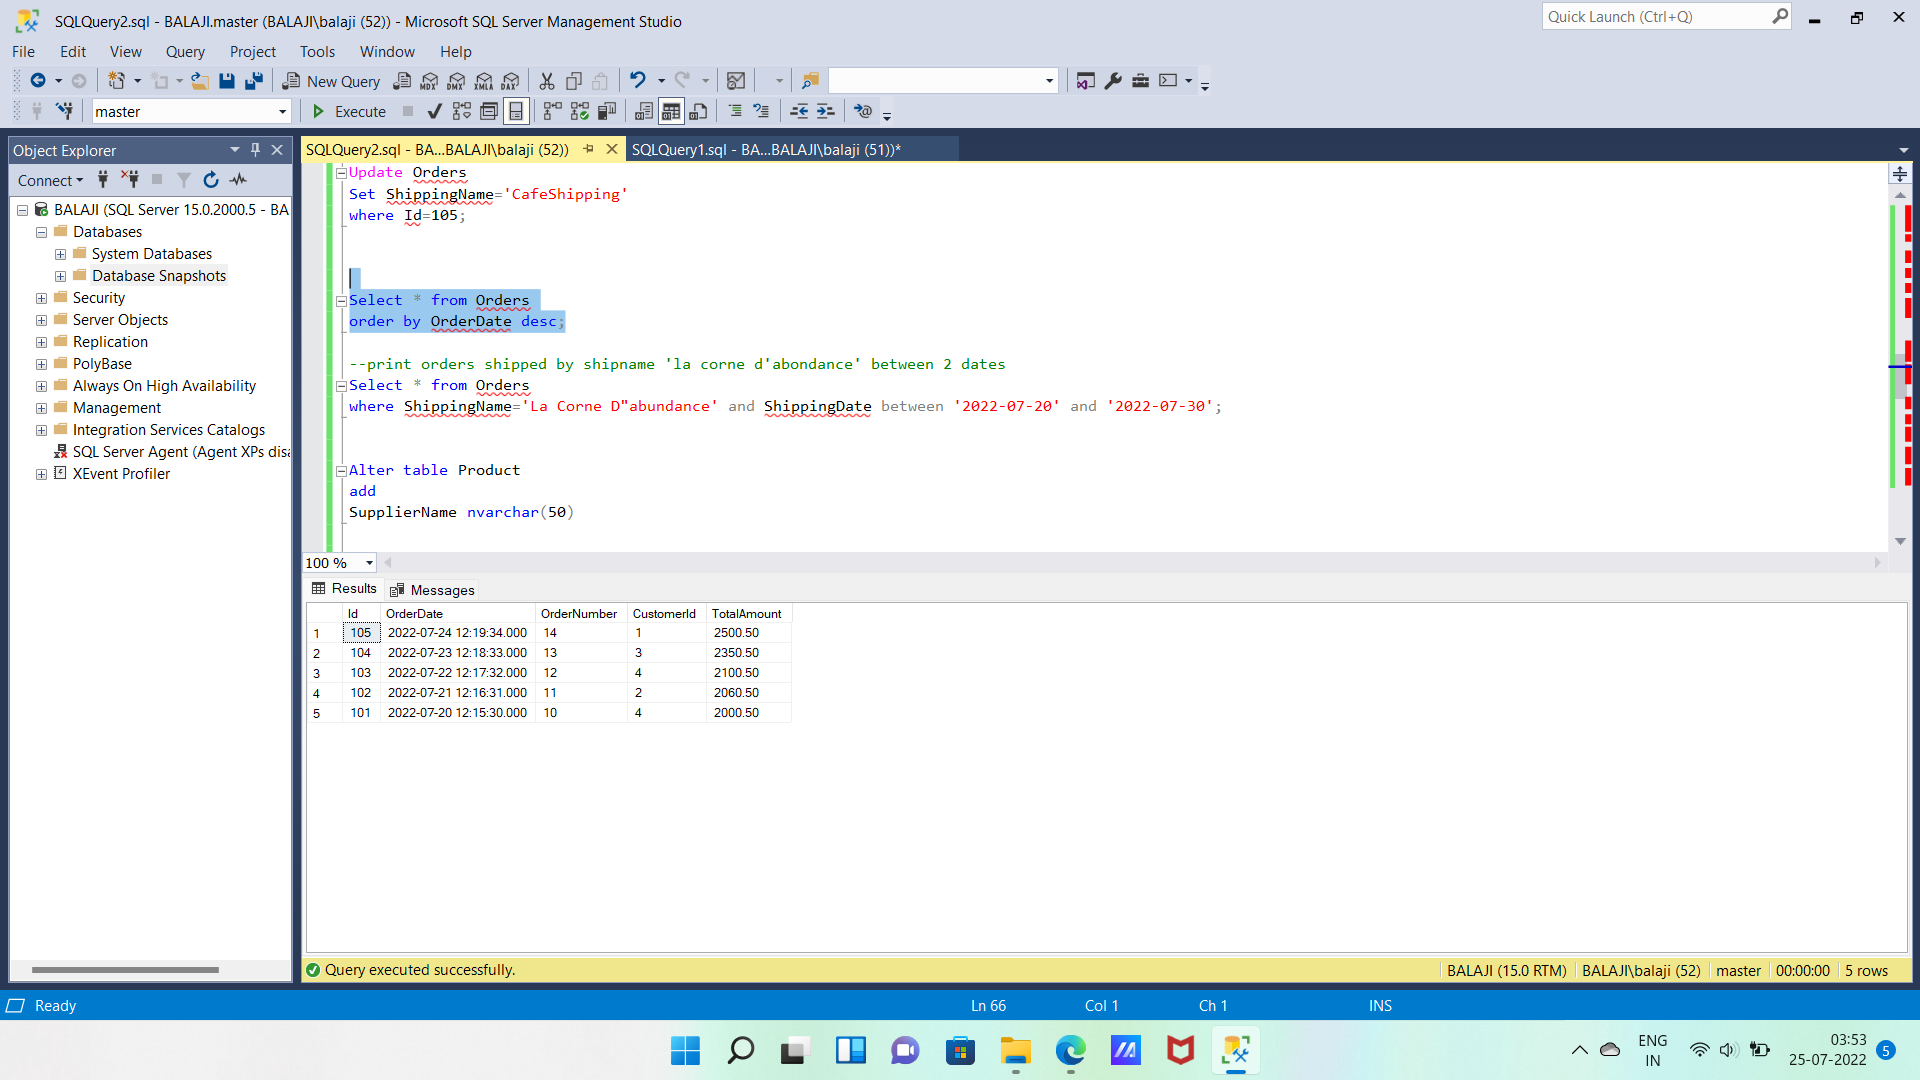 SQLQuery2.sql - BALAJI.master (BALAJI\balaji (52)) - Microsoft SQL Server Management Studio
Quick Launch (Ctrl+Q)
File Edit View Query Project Tools Window Help
New Query MDX DMX XMLA DAX
master Execute
Object Explorer
Connect
BALAJI (SQL Server 15.0.2000.5 - BA
Databases
System Databases
Database Snapshots
Security
Server Objects
Replication
PolyBase
Always On High Availability
Management
Integration Services Catalogs
SQL Server Agent (Agent XPs disa
XEvent Profiler
SQLQuery2.sql - BA...BALAJI\balaji (52)) SQLQuery1.sql - BA...BALAJI\balaji (51))*
Update Orders
Set ShippingName='CafeShipping'
where Id=105;
Select * from Orders
order by OrderDate desc;
--print orders shipped by shipname 'la corne d'abondance' between 2 dates
Select * from Orders
where ShippingName='La Corne D"abundance' and ShippingDate between '2022-07-20' and '2022-07-30';
Alter table Product
add
SupplierName nvarchar(50)
100 %
Results Messages
Id OrderDate OrderNumber CustomerId TotalAmount
1 105 2022-07-24 12:19:34.000 14 1 2500.50
2 104 2022-07-23 12:18:33.000 13 3 2350.50
3 103 2022-07-22 12:17:32.000 12 4 2100.50
4 102 2022-07-21 12:16:31.000 11 2 2060.50
5 101 2022-07-20 12:15:30.000 10 4 2000.50
Query executed successfully. BALAJI (15.0 RTM) BALAJI\balaji (52) master 00:00:00 5 rows
Ready Ln 66 Col 1 Ch 1 INS
ENG
IN
03:53
25-07-2022
5